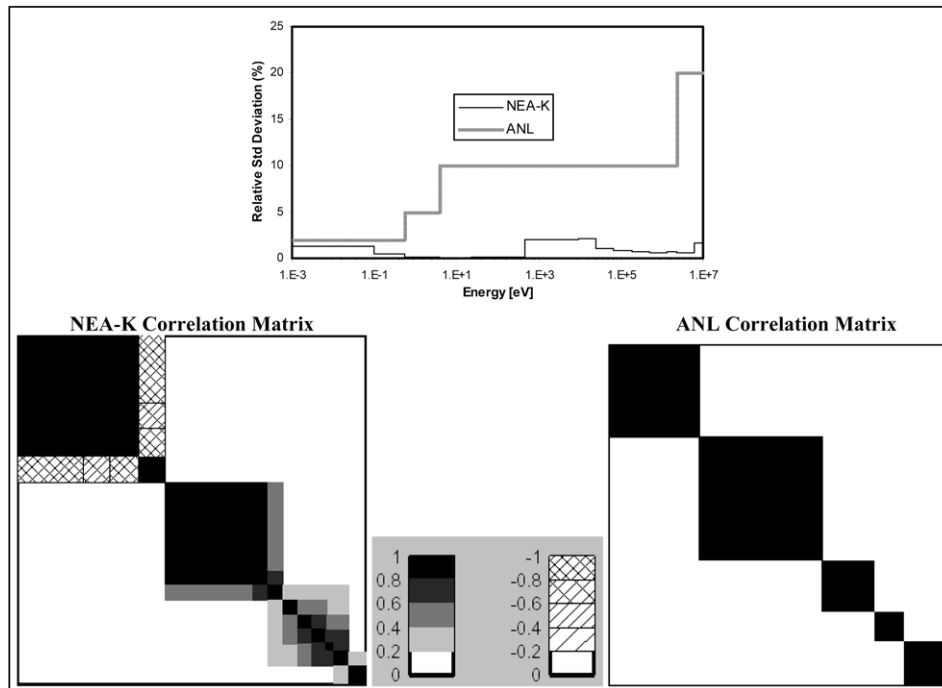 25
20
15
10
5
0
Relative Std Deviation (%)
NEA-K
ANL
1.E-3 1.E-1 1.E+1 1.E+3 1.E+5 1.E+7
Energy [eV]
NEA-K Correlation Matrix
ANL Correlation Matrix
1 -1
0.8 -0.8
0.6 -0.6
0.4 -0.4
0.2 -0.2
0 0